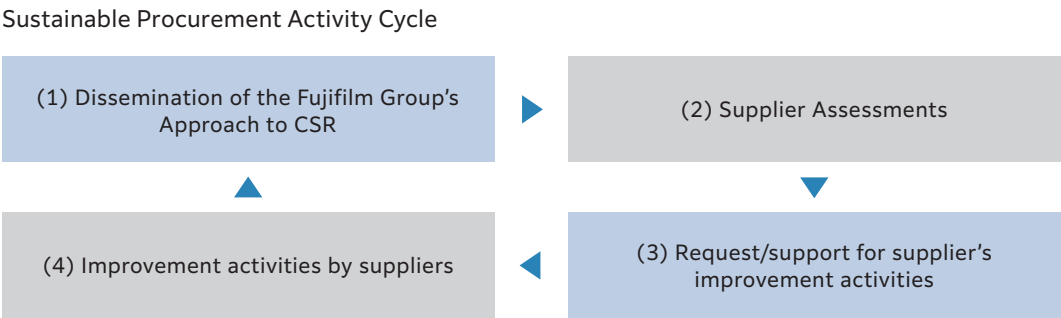 Sustainable Procurement Activity Cycle
(1) Dissemination of the Fujifilm Group’s
Approach to CSR
(2) Supplier Assessments
(3) Request/support for supplier’s
improvement activities
(4) Improvement activities by suppliers